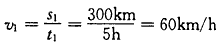 v₁ = s₁/t₁ = 300km/5h = 60km/h